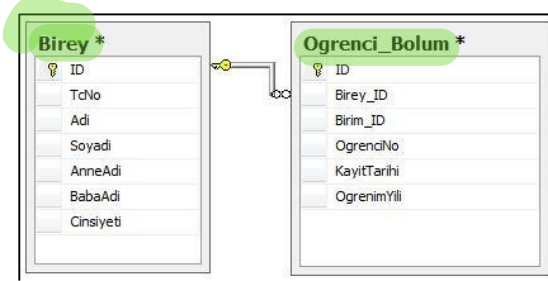 Birey *
ID
TcNo
Adi
Soyadi
AnneAdi
BabaAdi
Cinsiyeti
Ogrenci_Bolum *
ID
Birey_ID
Birim_ID
OgrenciNo
KayitTarihi
OgrenimYili